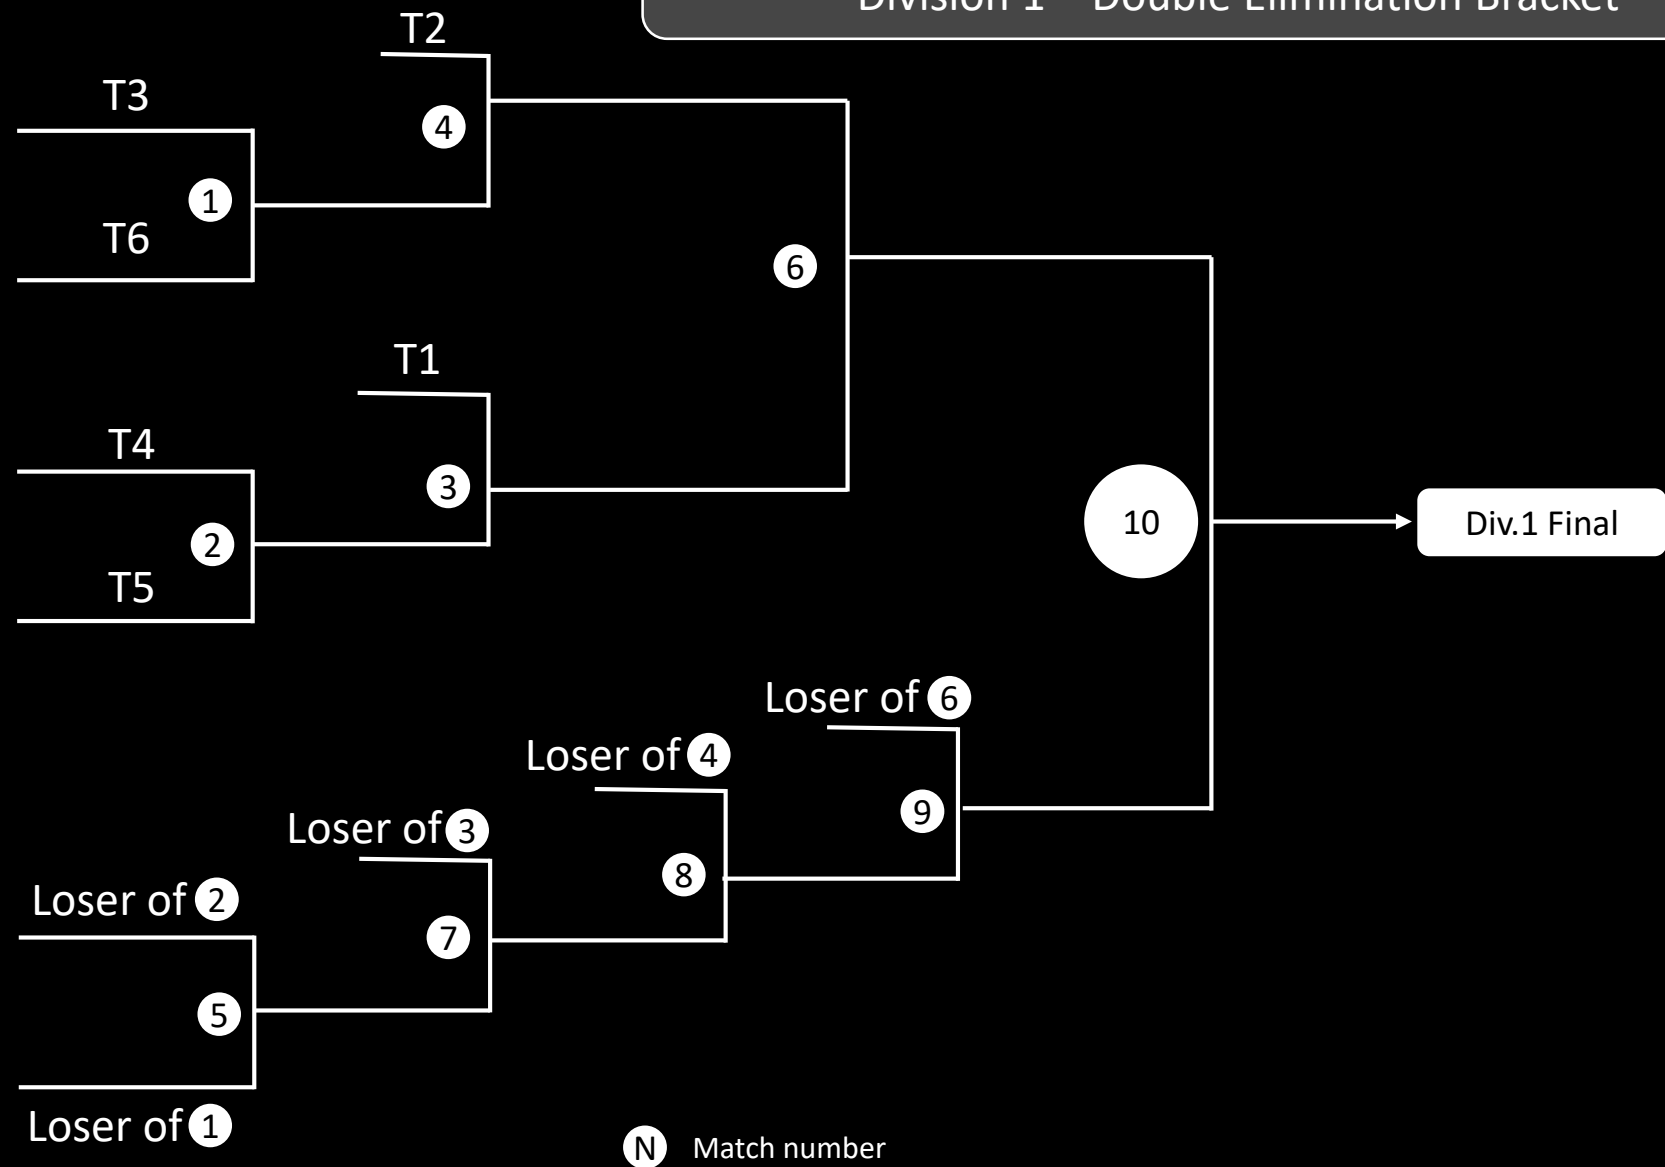 Division 1 – Double Elimination Bracket
T2
T3
4
1
T6
6
T1
T4
3
2
10
Div.1 Final
T5
Loser of 6
Loser of 4
9
Loser of 3
8
Loser of 2
7
5
Loser of 1
N Match number